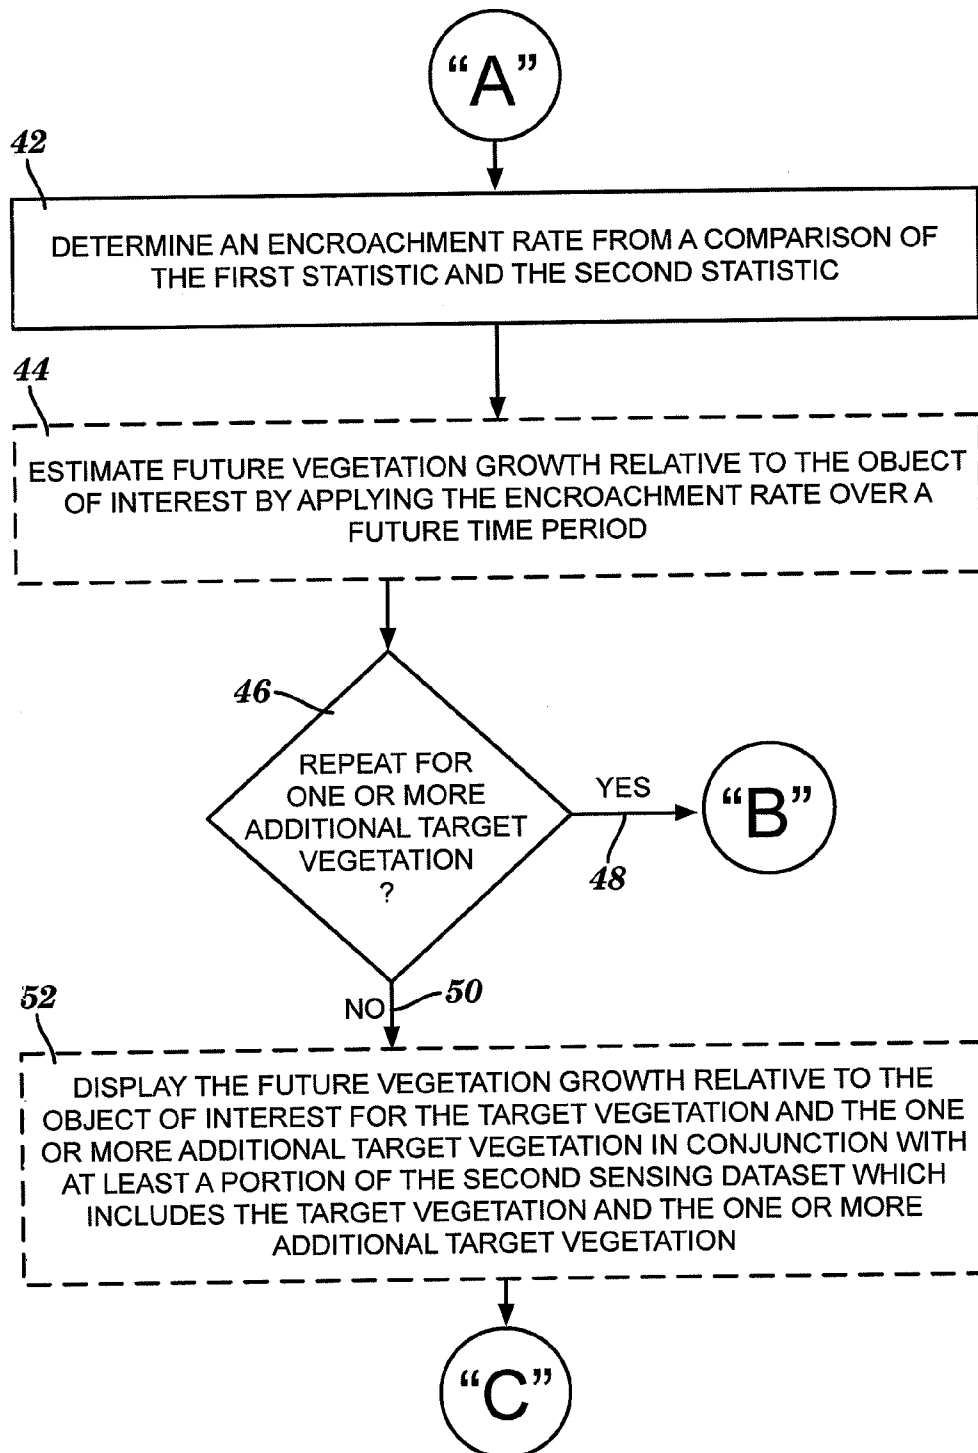 “A”
42
DETERMINE AN ENCROACHMENT RATE FROM A COMPARISON OF
THE FIRST STATISTIC AND THE SECOND STATISTIC
44
ESTIMATE FUTURE VEGETATION GROWTH RELATIVE TO THE OBJECT
OF INTEREST BY APPLYING THE ENCROACHMENT RATE OVER A
FUTURE TIME PERIOD
46
REPEAT FOR
ONE OR MORE
ADDITIONAL TARGET
VEGETATION
?
YES
48
“B”
NO
50
52
DISPLAY THE FUTURE VEGETATION GROWTH RELATIVE TO THE
OBJECT OF INTEREST FOR THE TARGET VEGETATION AND THE ONE
OR MORE ADDITIONAL TARGET VEGETATION IN CONJUNCTION WITH
AT LEAST A PORTION OF THE SECOND SENSING DATASET WHICH
INCLUDES THE TARGET VEGETATION AND THE ONE OR MORE
ADDITIONAL TARGET VEGETATION
“C”